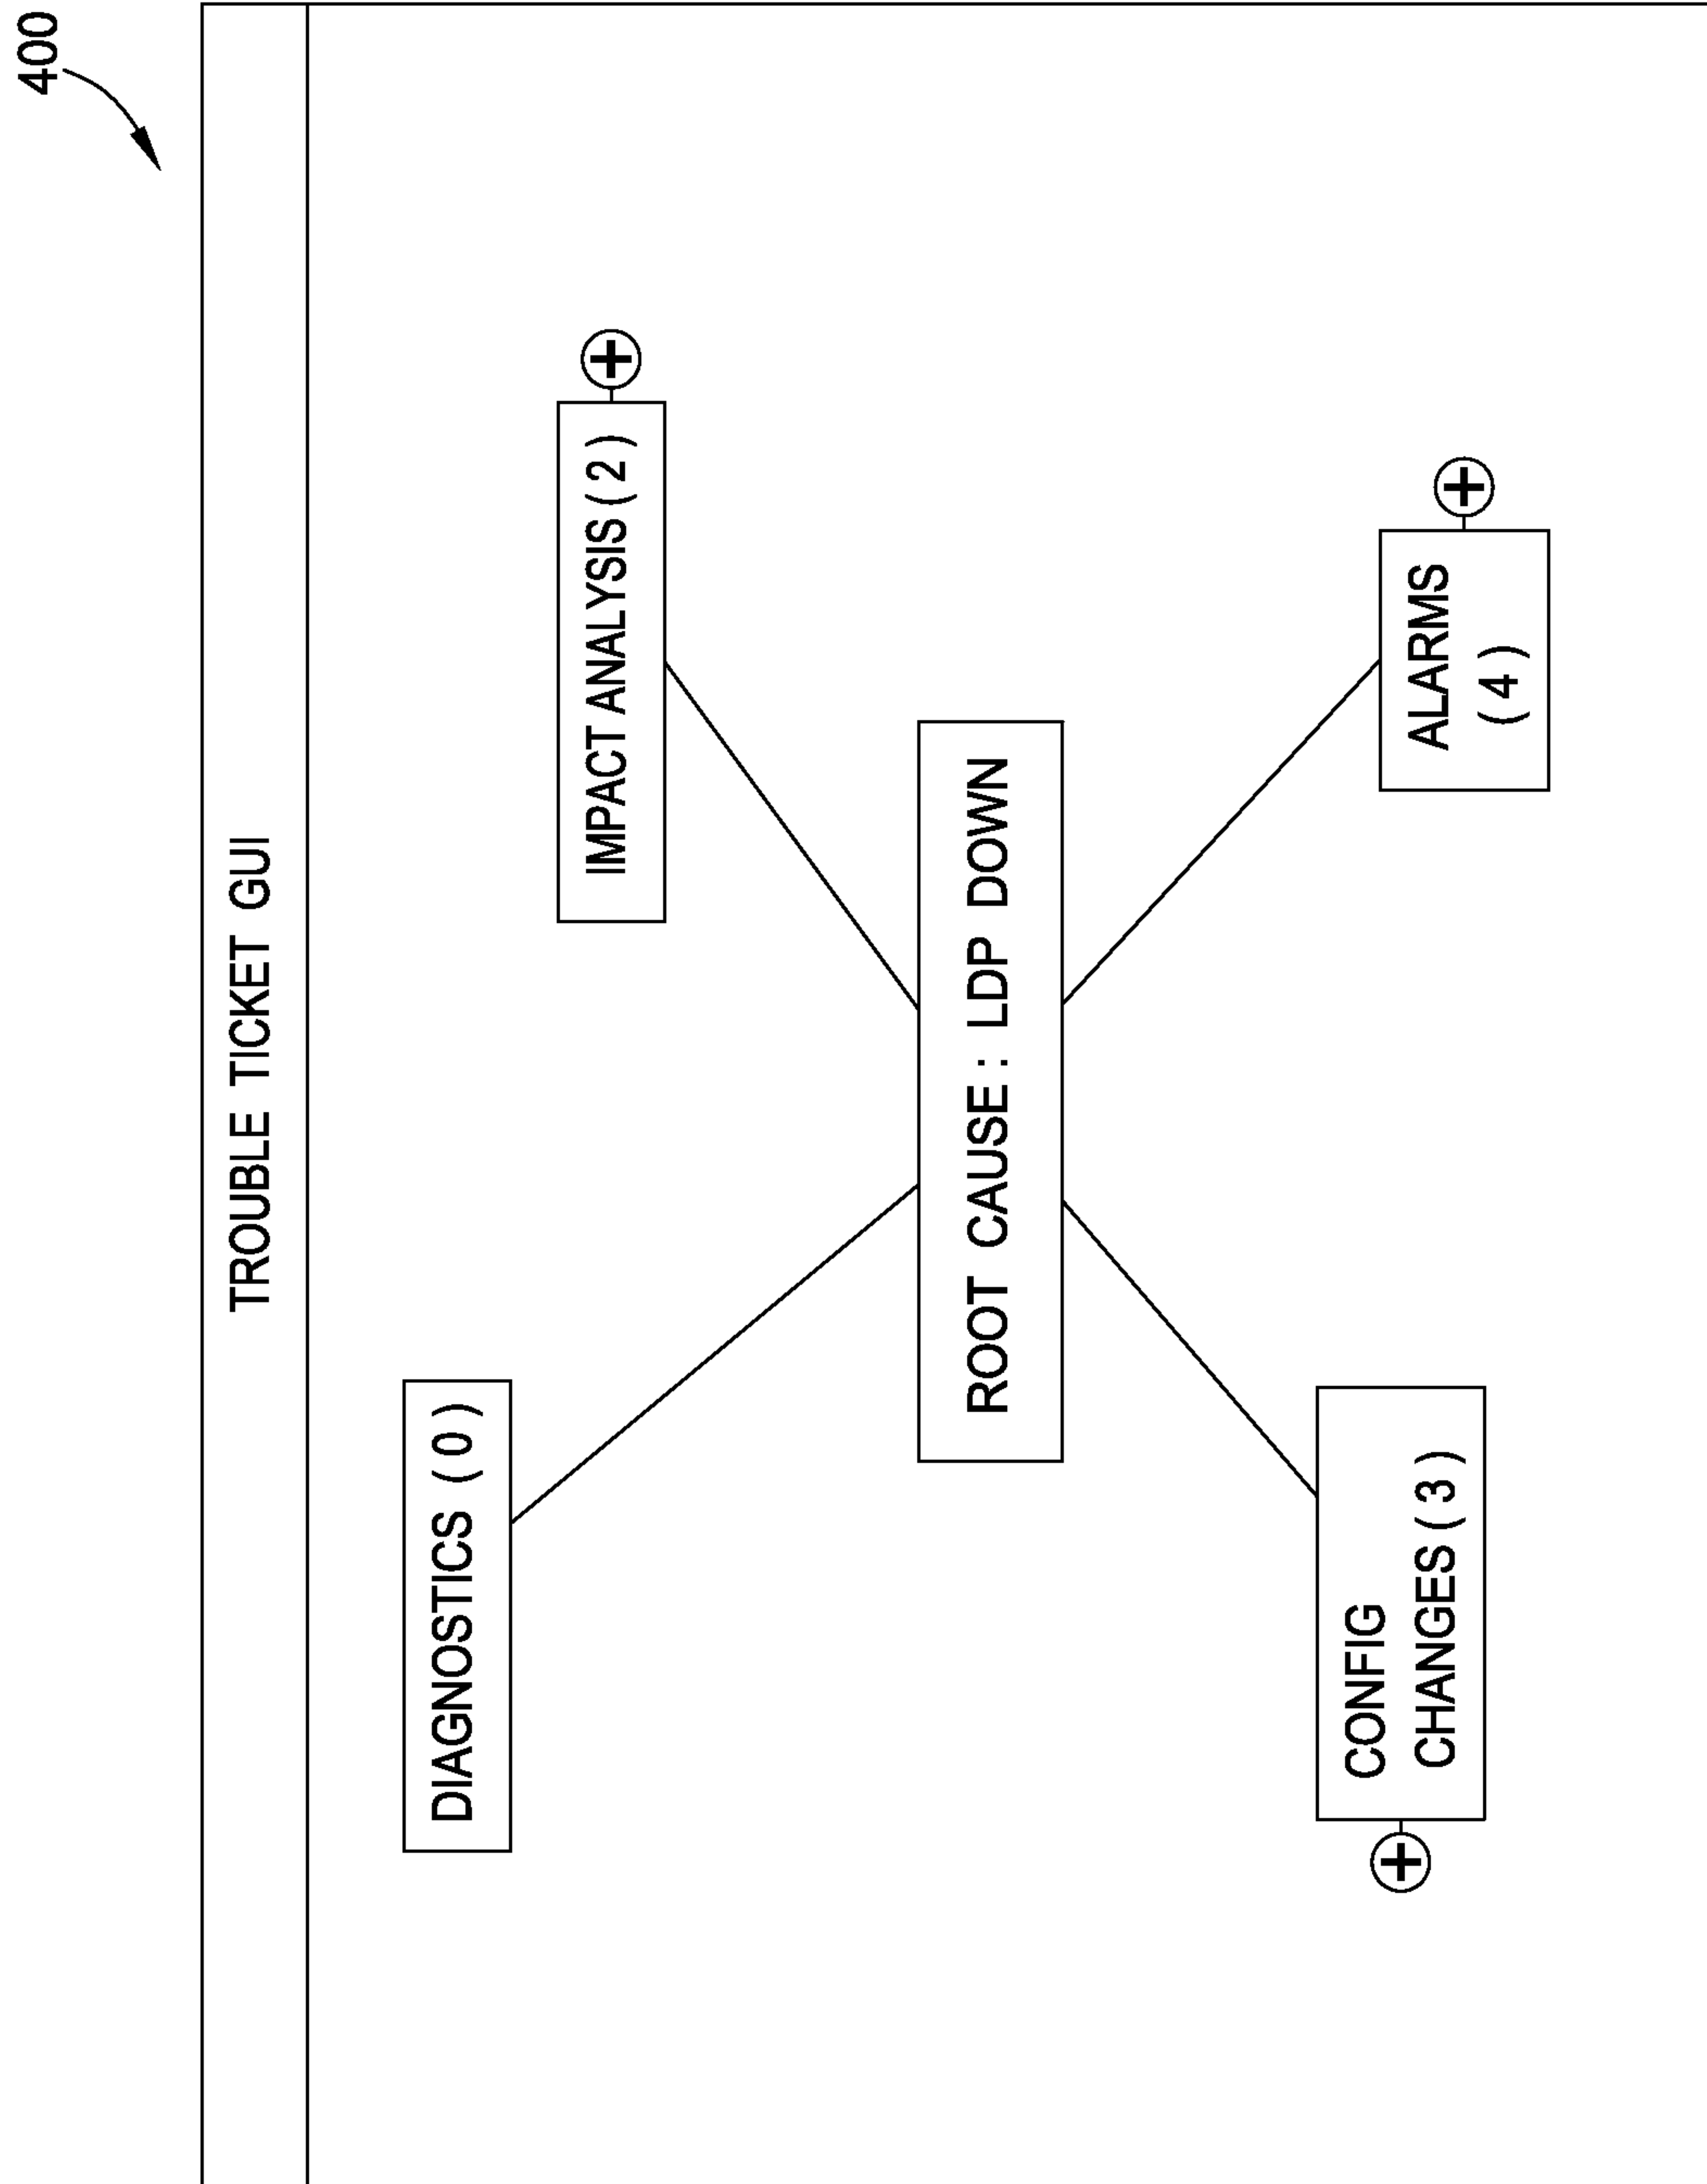 400
TROUBLE TICKET GUI
DIAGNOSTICS ( 0 )
IMPACT ANALYSIS ( 2 )
ROOT CAUSE : LDP DOWN
CONFIG
CHANGES ( 3 )
ALARMS
( 4 )